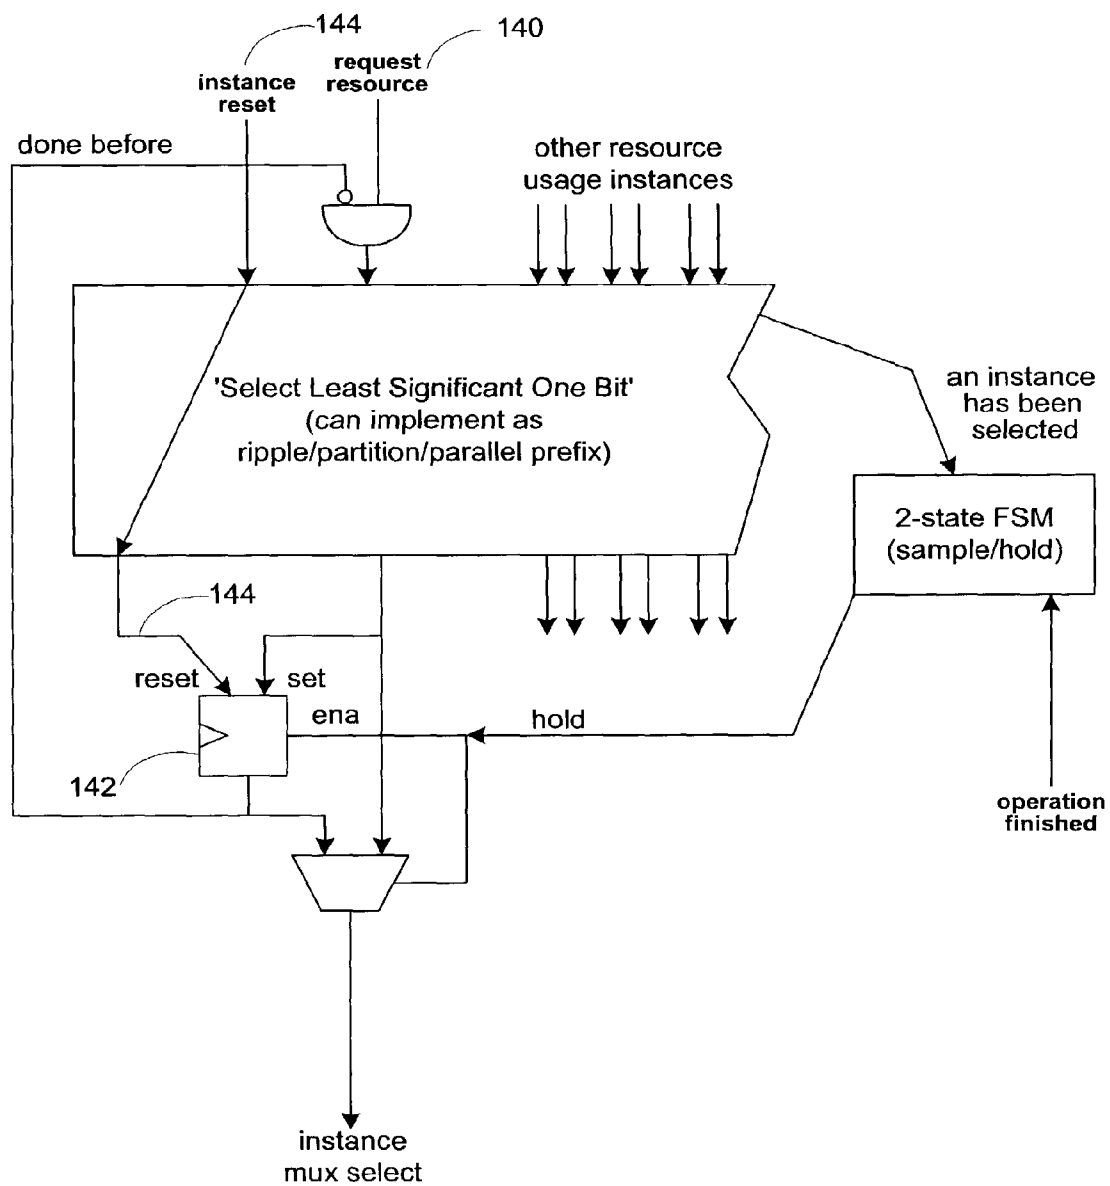 144
140
instance
reset
request
resource
done before
other resource
usage instances
'Select Least Significant One Bit'
(can implement as
ripple/partition/parallel prefix)
an instance
has been
selected
2-state FSM
(sample/hold)
144
reset
set
ena
hold
142
operation
finished
instance
mux select